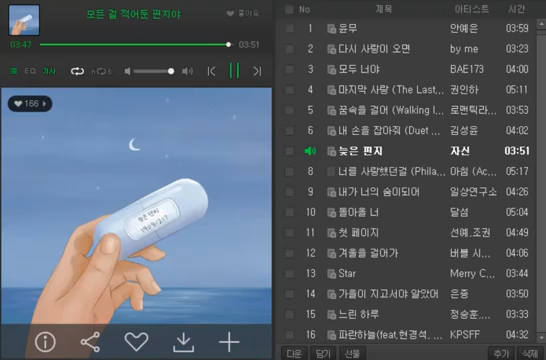 모든 걸 적어둔 편지야
♥ 좋아요
03:47 03:51
EQ 가사
♥ 166
늦은 편지
No 제목 아티스트 시간
1 윤무 안예은 03:59
2 다시 사랑이 오면 by me 03:23
3 모두 너야 BAE173 04:00
4 마지막 사랑 (The Last... 권인하 05:11
5 꿈속을 걸어 (Walking I... 로맨틱라... 03:53
6 내 손을 잡아줘 (Duet ... 김성윤 04:02
늦은 편지 자신 03:51
8 너를 사랑했던걸 (Phila... 아침 (Ac... 05:17
9 내가 너의 숨이되어 일상연구소 04:26
10 돌아올 너 달섬 05:04
11 첫 페이지 선예,조권 04:49
12 겨울을 걸어가 버블 시... 04:06
13 Star Merry C... 03:44
14 가을이 지고서야 알았어 은중 03:50
15 느린 하루 정승훈,... 03:33
16 파란하늘(feat,현경석, ... KPSFF 04:32
다운 담기 선물 추가 삭제